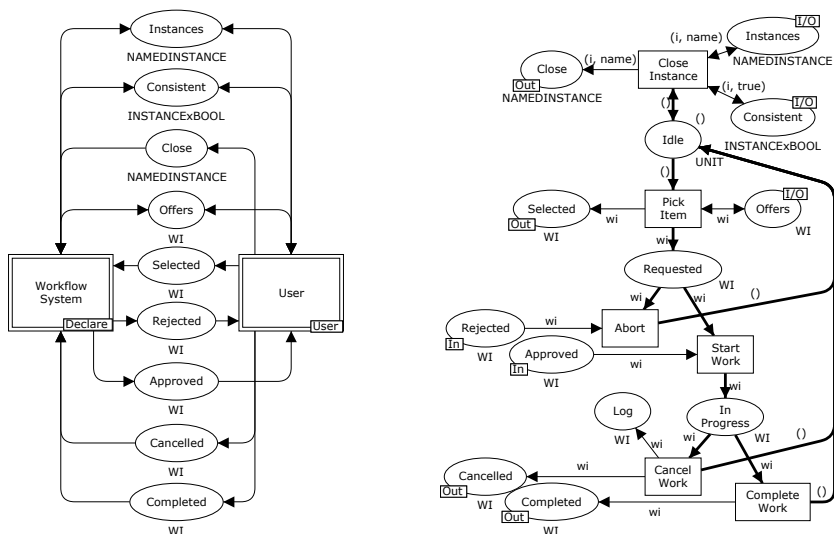 Instances
NAMEDINSTANCE
Consistent
INSTANCExBOOL
Close
NAMEDINSTANCE
Offers
WI
Selected
WI
Workflow
System
Declare
User
User
Rejected
WI
Approved
WI
Cancelled
WI
Completed
WI
I/O
Instances
NAMEDINSTANCE
(i, name)
(i, name)
Close
Out
NAMEDINSTANCE
Close
Instance
(i, true)
I/O
Consistent
INSTANCExBOOL
()
()
Idle
UNIT
()
Selected
Out
WI
wi
Pick
Item
wi
I/O
Offers
WI
wi
Requested
WI
wi
wi
()
Rejected
In
WI
wi
Abort
Approved
In
WI
wi
Start
Work
wi
Log
WI
In
Progress
WI
wi
wi
wi
()
Cancelled
Out
WI
wi
Cancel
Work
Completed
Out
WI
wi
Complete
Work
()